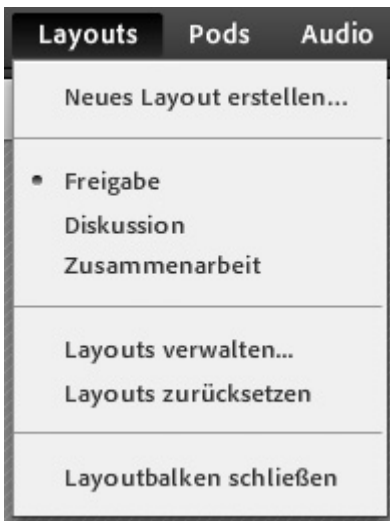 Layouts Pods Audio
Neues Layout erstellen...
Freigabe
Diskussion
Zusammenarbeit
Layouts verwalten...
Layouts zurücksetzen
Layoutbalken schließen